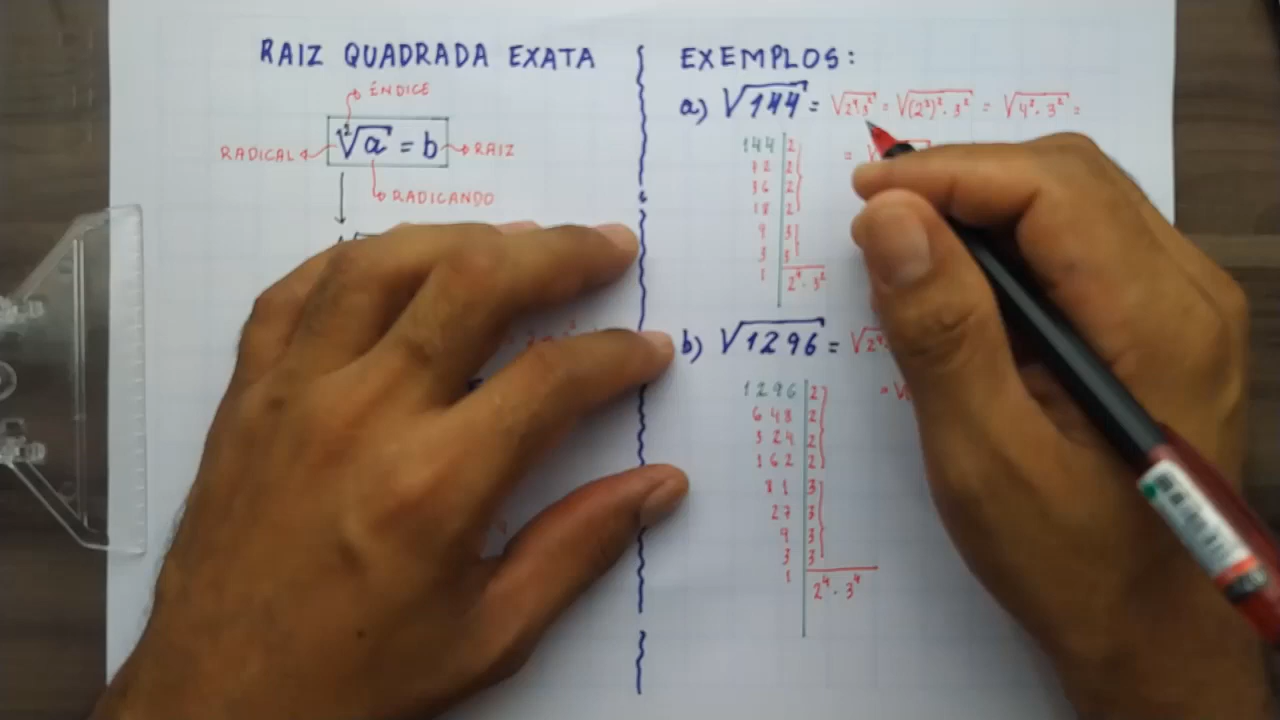 RAIZ QUADRADA EXATA
ÉNDICE
²√a = b
RADICAL
RAIZ
RADICANDO
EXEMPLOS:
a) √144 = √2⁴·3² = √(2²)²·3² = √4²·3² =
144 2
72 2
36 2
18 2
9 3
3 3
1
2⁴·3²
b) √1296 =
1296 2
648 2
324 2
162 2
81 3
27 3
9 3
3 3
1
2⁴·3⁴